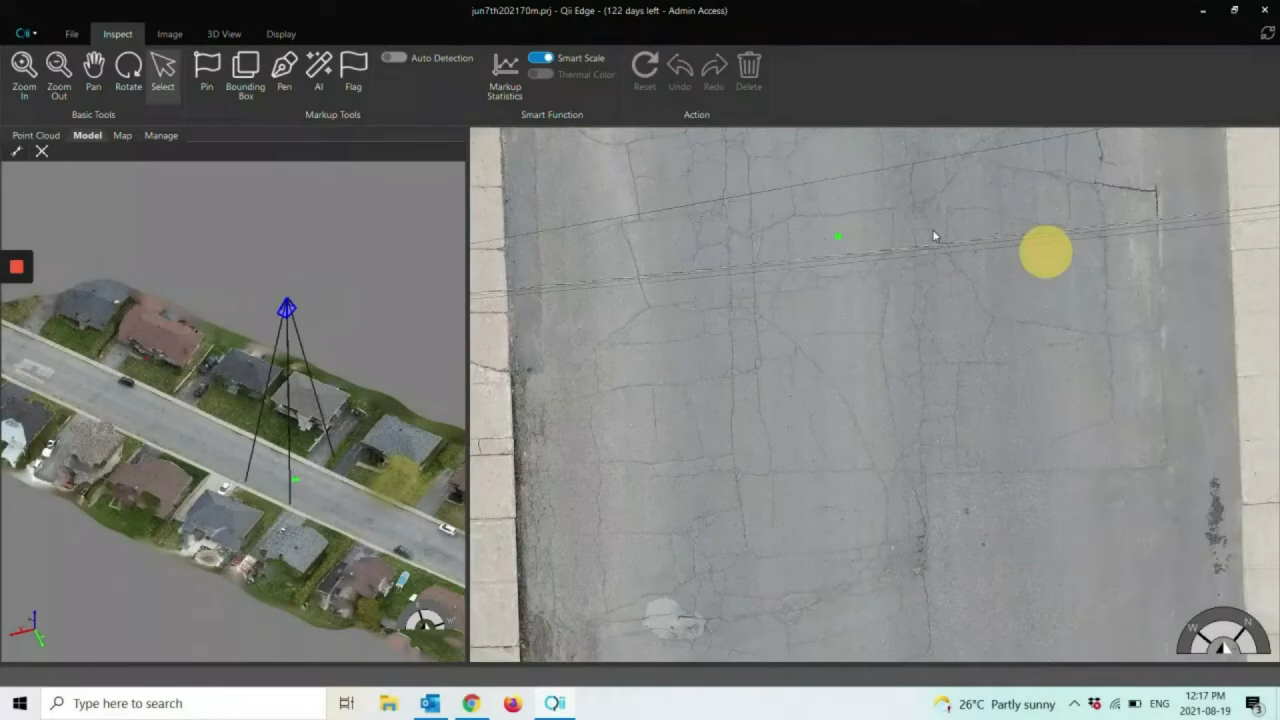 jun7th202170m.prj - Qii Edge - (122 days left - Admin Access)
Qii File Inspect Image 3D View Display
Zoom In Zoom Out Pan Rotate Select
Basic Tools
Pin Bounding Box Pen AI Flag
Auto Detection
Markup Tools
Markup Statistics
Smart Scale
Thermal Color
Smart Function
Reset Undo Redo Delete
Action
Point Cloud Model Map Manage
W N
Type here to search
Qii
26°C Partly sunny
ENG
12:17 PM
2021-08-19
3